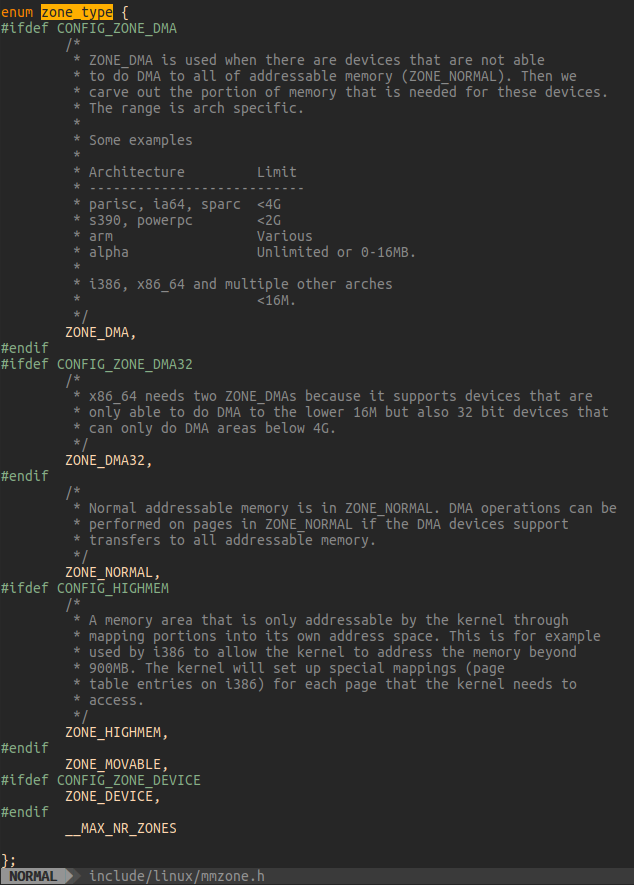 enum zone_type {
#ifdef CONFIG_ZONE_DMA
        /*
         * ZONE_DMA is used when there are devices that are not able
         * to do DMA to all of addressable memory (ZONE_NORMAL). Then we
         * carve out the portion of memory that is needed for these devices.
         * The range is arch specific.
         *
         * Some examples
         *
         * Architecture         Limit
         * ---------------------------
         * parisc, ia64, sparc  <4G
         * s390, powerpc        <2G
         * arm                  Various
         * alpha                Unlimited or 0-16MB.
         *
         * i386, x86_64 and multiple other arches
         *                      <16M.
         */
        ZONE_DMA,
#endif
#ifdef CONFIG_ZONE_DMA32
        /*
         * x86_64 needs two ZONE_DMAs because it supports devices that are
         * only able to do DMA to the lower 16M but also 32 bit devices that
         * can only do DMA areas below 4G.
         */
        ZONE_DMA32,
#endif
        /*
         * Normal addressable memory is in ZONE_NORMAL. DMA operations can be
         * performed on pages in ZONE_NORMAL if the DMA devices support
         * transfers to all addressable memory.
         */
        ZONE_NORMAL,
#ifdef CONFIG_HIGHMEM
        /*
         * A memory area that is only addressable by the kernel through
         * mapping portions into its own address space. This is for example
         * used by i386 to allow the kernel to address the memory beyond
         * 900MB. The kernel will set up special mappings (page
         * table entries on i386) for each page that the kernel needs to
         * access.
         */
        ZONE_HIGHMEM,
#endif
        ZONE_MOVABLE,
#ifdef CONFIG_ZONE_DEVICE
        ZONE_DEVICE,
#endif
        __MAX_NR_ZONES

};
NORMAL include/linux/mmzone.h